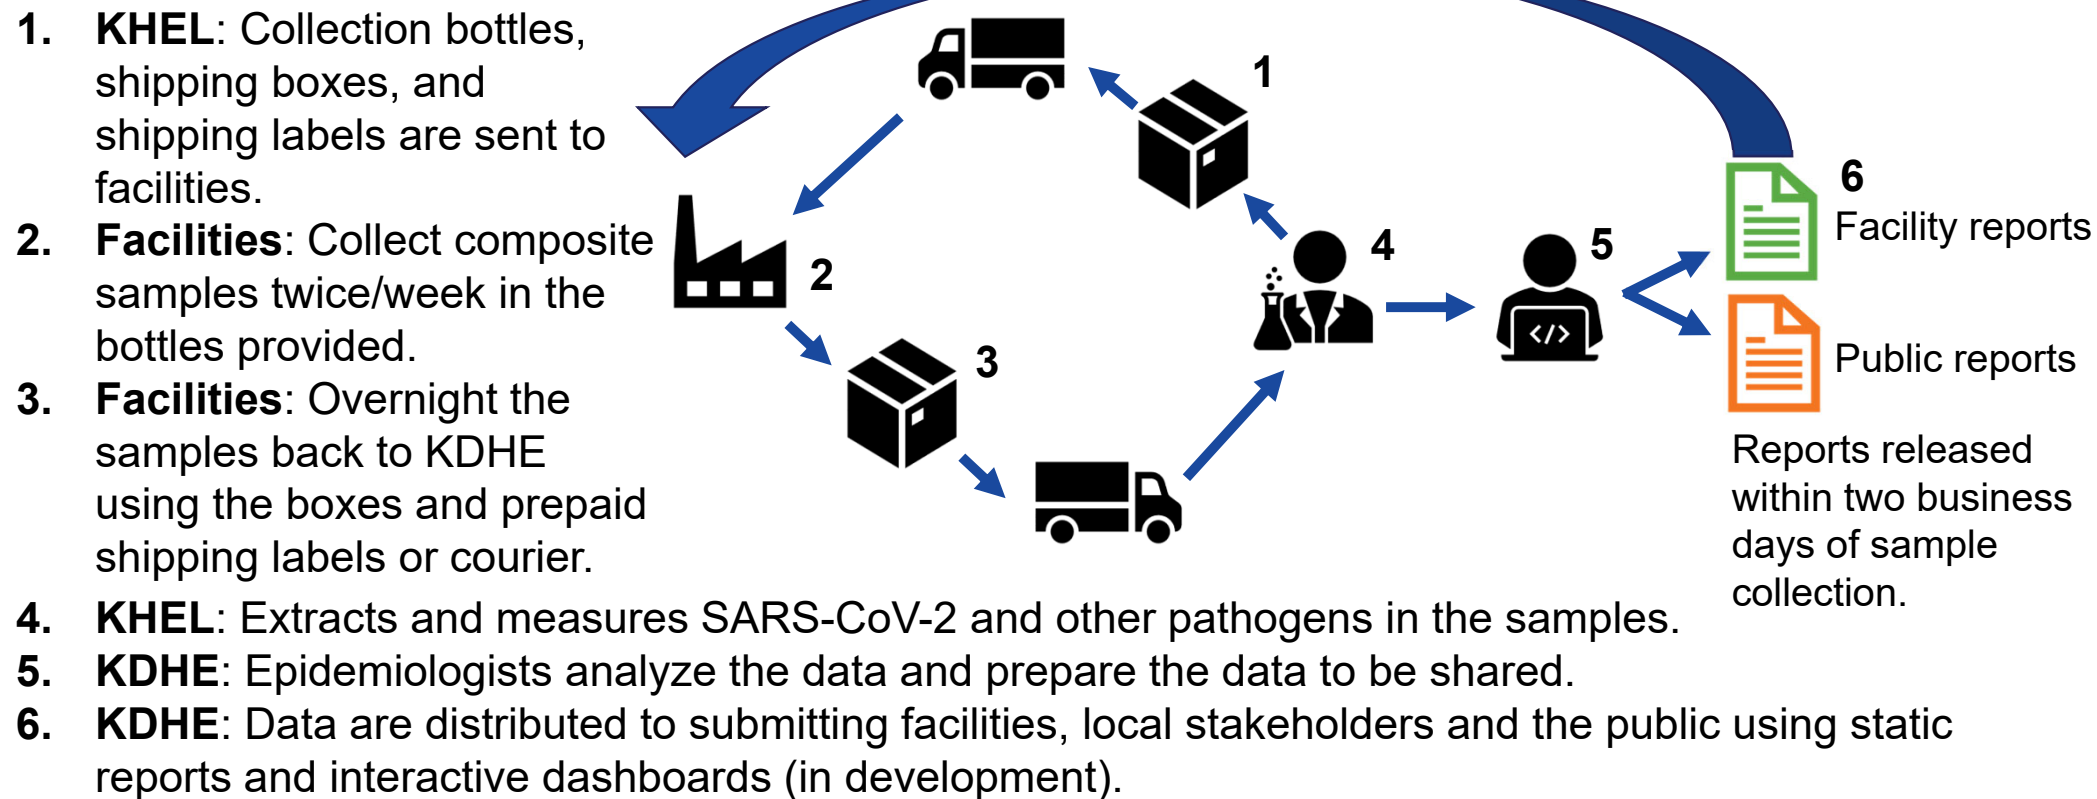 1. KHEL: Collection bottles,
shipping boxes, and
shipping labels are sent to
facilities.
2. Facilities: Collect composite
samples twice/week in the
bottles provided.
3. Facilities: Overnight the
samples back to KDHE
using the boxes and prepaid
shipping labels or courier.
4. KHEL: Extracts and measures SARS-CoV-2 and other pathogens in the samples.
5. KDHE: Epidemiologists analyze the data and prepare the data to be shared.
6. KDHE: Data are distributed to submitting facilities, local stakeholders and the public using static
reports and interactive dashboards (in development).
1
2
3
4
5
</>
6
Facility reports
Public reports
Reports released
within two business
days of sample
collection.